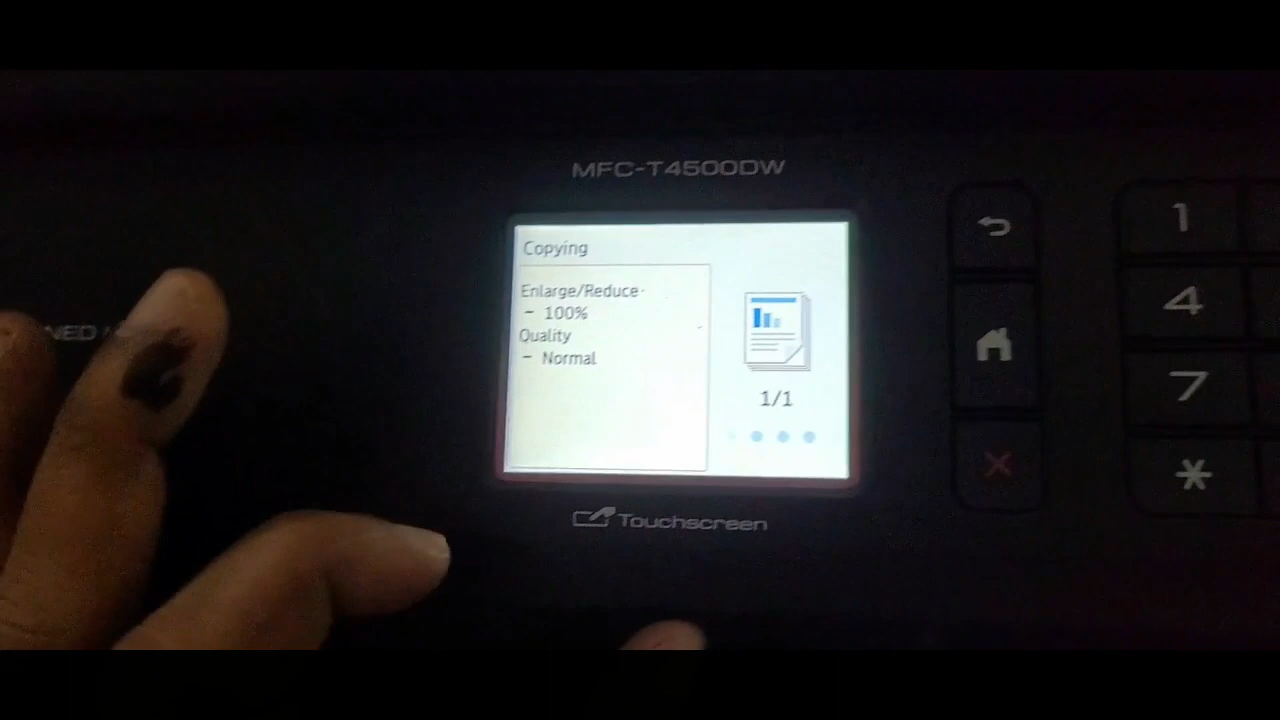 MFC-T4500DW
Copying
Enlarge/Reduce
- 100%
Quality
- Normal
1/1
Touchscreen
1
4
7
*